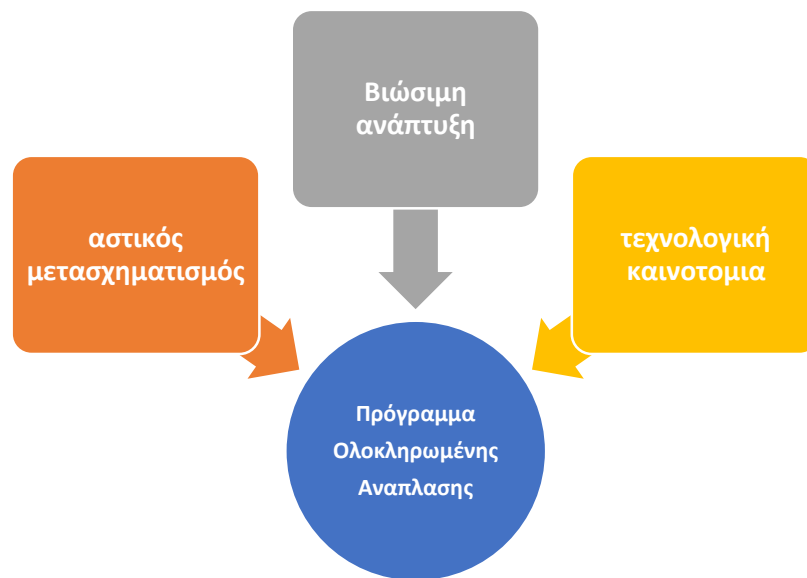 Βιώσιμη
ανάπτυξη
αστικός
μετασχηματισμός
τεχνολογική
καινοτομια
Πρόγραμμα
Ολοκληρωμένης
Αναπλασης